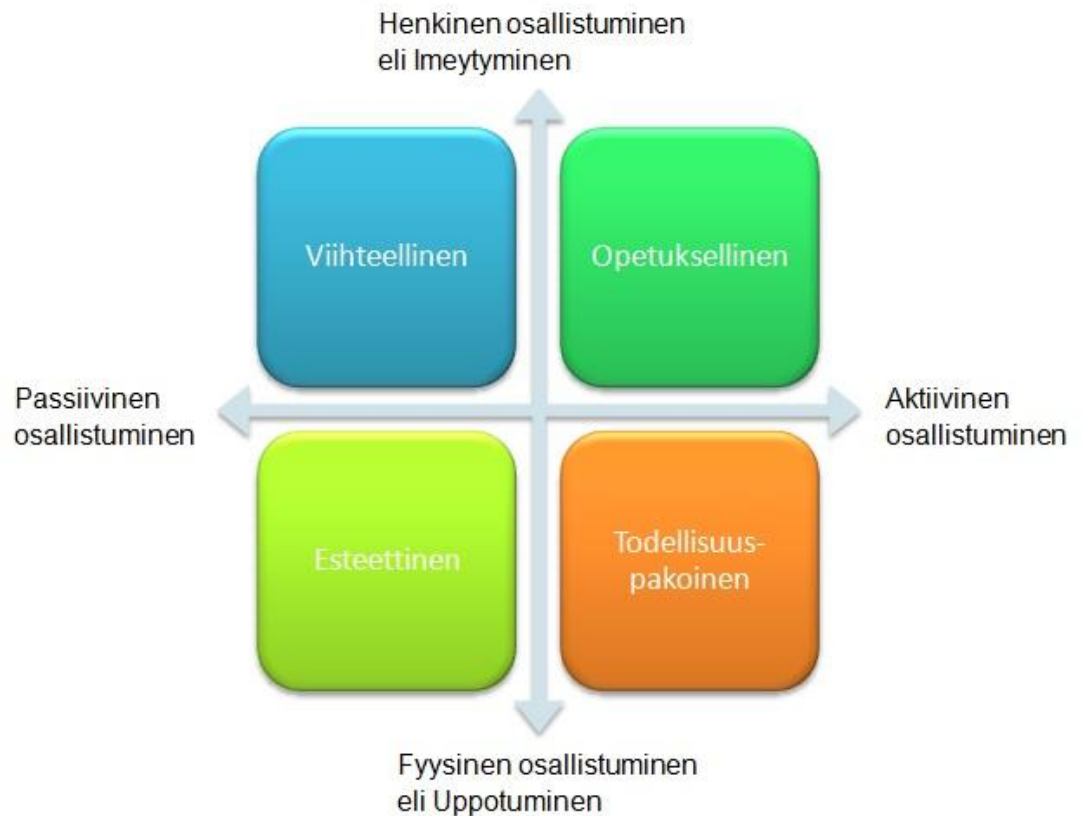 Henkinen osallistuminen
eli Imeytyminen
Viihteellinen
Opetuksellinen
Passiivinen
osallistuminen
Aktiivinen
osallistuminen
Esteettinen
Todellisuus-
pakoinen
Fyysinen osallistuminen
eli Uppotuminen